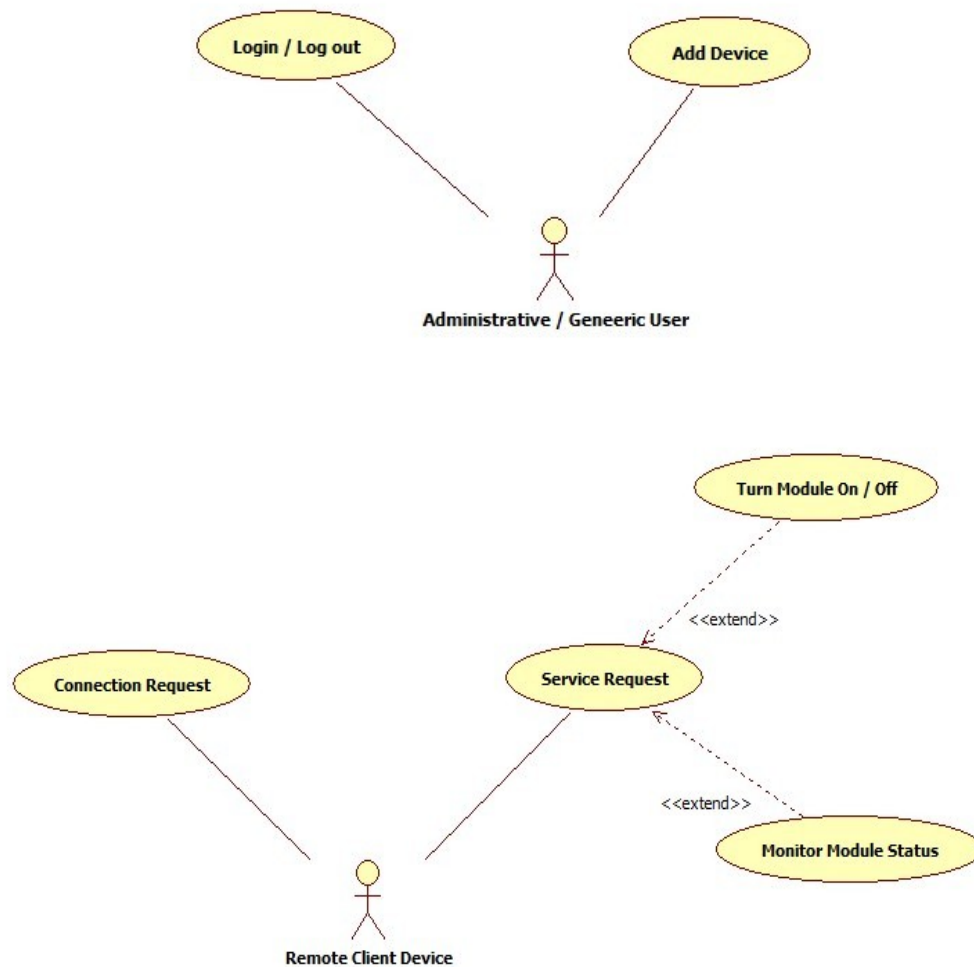 Login / Log out
Add Device
Administrative / Geneeric User
Turn Module On / Off
<<extend>>
Connection Request
Service Request
<<extend>>
Monitor Module Status
Remote Client Device